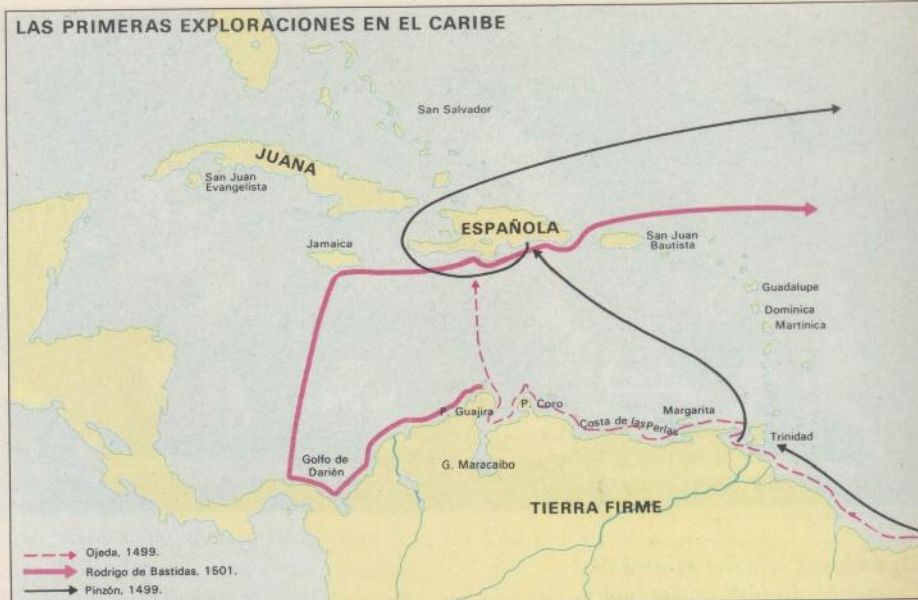 LAS PRIMERAS EXPLORACIONES EN EL CARIBE
San Salvador
JUANA
San Juan
Evangelista
ESPAÑOLA
San Juan
Bautista
Jamaica
Guadalupe
Dominica
Martinica
P. Guajira
P. Coro
Margarita
Costa de las Perlas
Trinidad
Golfo de
Darién
G. Maracaibo
TIERRA FIRME
Ojeda, 1499.
Rodrigo de Bastidas, 1501.
Pinzón, 1499.